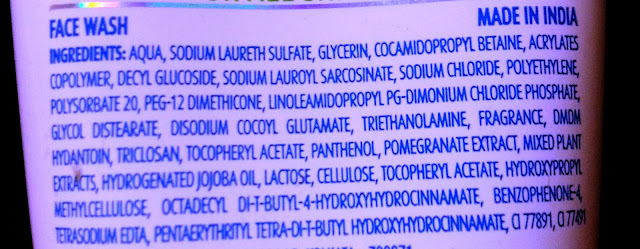 FACE WASH MADE IN INDIA
INGREDIENTS: AQUA, SODIUM LAURETH SULFATE, GLYCERIN, COCAMIDOPROPYL BETAINE, ACRYLATES
COPOLYMER, DECYL GLUCOSIDE, SODIUM LAUROYL SARCOSINATE, SODIUM CHLORIDE, POLYETHYLENE,
POLYSORBATE 20, PEG-12 DIMETHICONE, LINOLEAMIDOPROPYL PG-DIMONIUM CHLORIDE PHOSPHATE,
GLYCOL DISTEARATE, DISODIUM COCOYL GLUTAMATE, TRIETHANOLAMINE, FRAGRANCE, DMDM
HYDANTOIN, TRICLOSAN, TOCOPHERYL ACETATE, PANTHENOL, POMEGRANATE EXTRACT, MIXED PLANT
EXTRACTS, HYDROGENATED JOJOBA OIL, LACTOSE, CELLULOSE, TOCOPHERYL ACETATE, HYDROXYPROPYL
METHYLCELLULOSE, OCTADECYL DI-T-BUTYL-4-HYDROXYHYDROCINNAMATE, BENZOPHENONE-4,
TETRASODIUM EDTA, PENTAERYTHRITYL TETRA-DI-T-BUTYL HYDROXYHYDROCINNAMATE, CI 77891, CI 77491